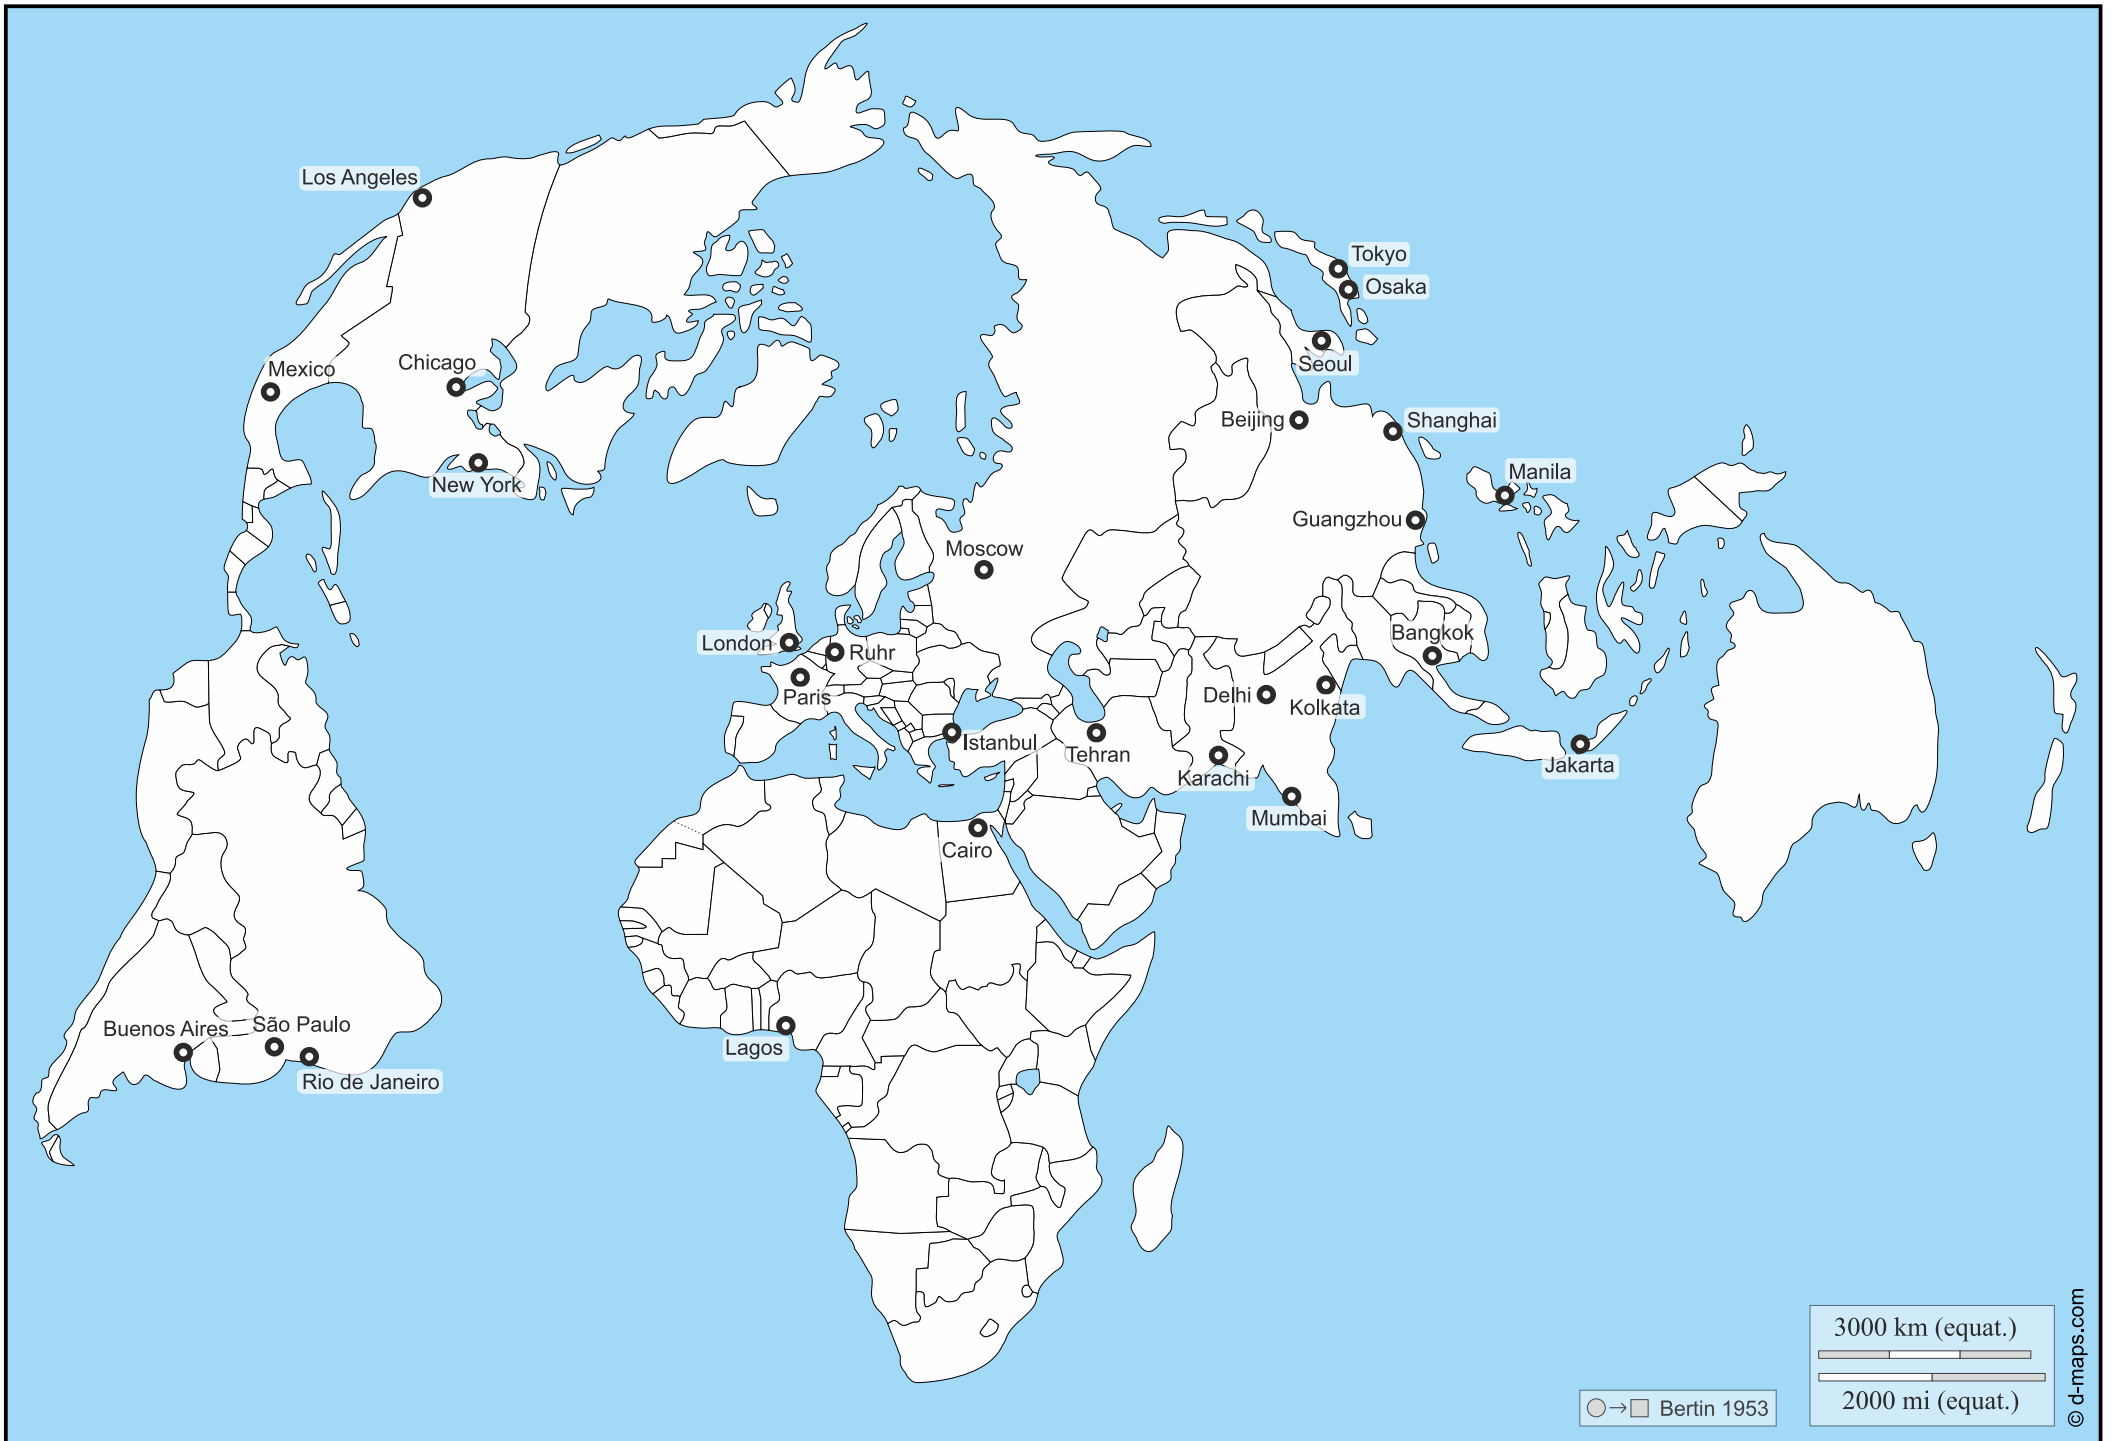 Los Angeles
Tokyo
Osaka
Mexico
Chicago
Seoul
Beijing
Shanghai
New York
Manila
Guangzhou
Moscow
London
Ruhr
Bangkok
Paris
Delhi
Kolkata
Istanbul
Tehran
Karachi
Jakarta
Mumbai
Cairo
Buenos Aires
São Paulo
Lagos
Rio de Janeiro
3000 km (equat.)
2000 mi (equat.)
Bertin 1953
© d-maps.com